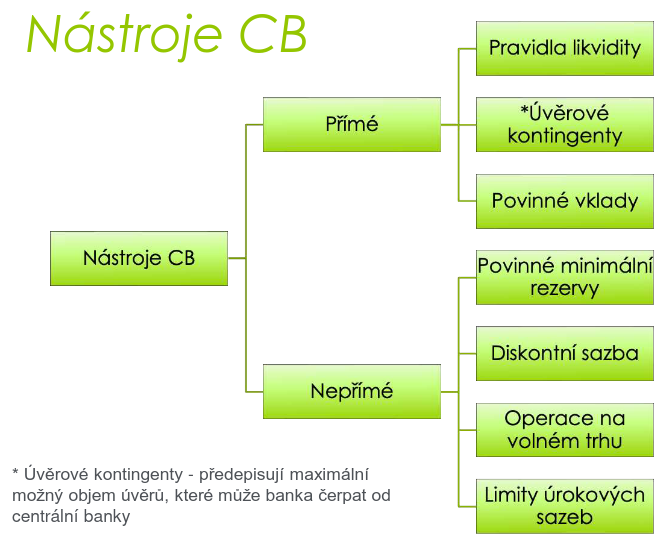 Nástroje CB
Pravidla likvidity
Přímé
*Úvěrové
kontingenty
Povinné vklady
Nástroje CB
Povinné minimální
rezervy
Diskontní sazba
Nepřímé
Operace na
volném trhu
Limity úrokových
sazeb
* Úvěrové kontingenty - předepisují maximální
možný objem úvěrů, které může banka čerpat od
centrální banky